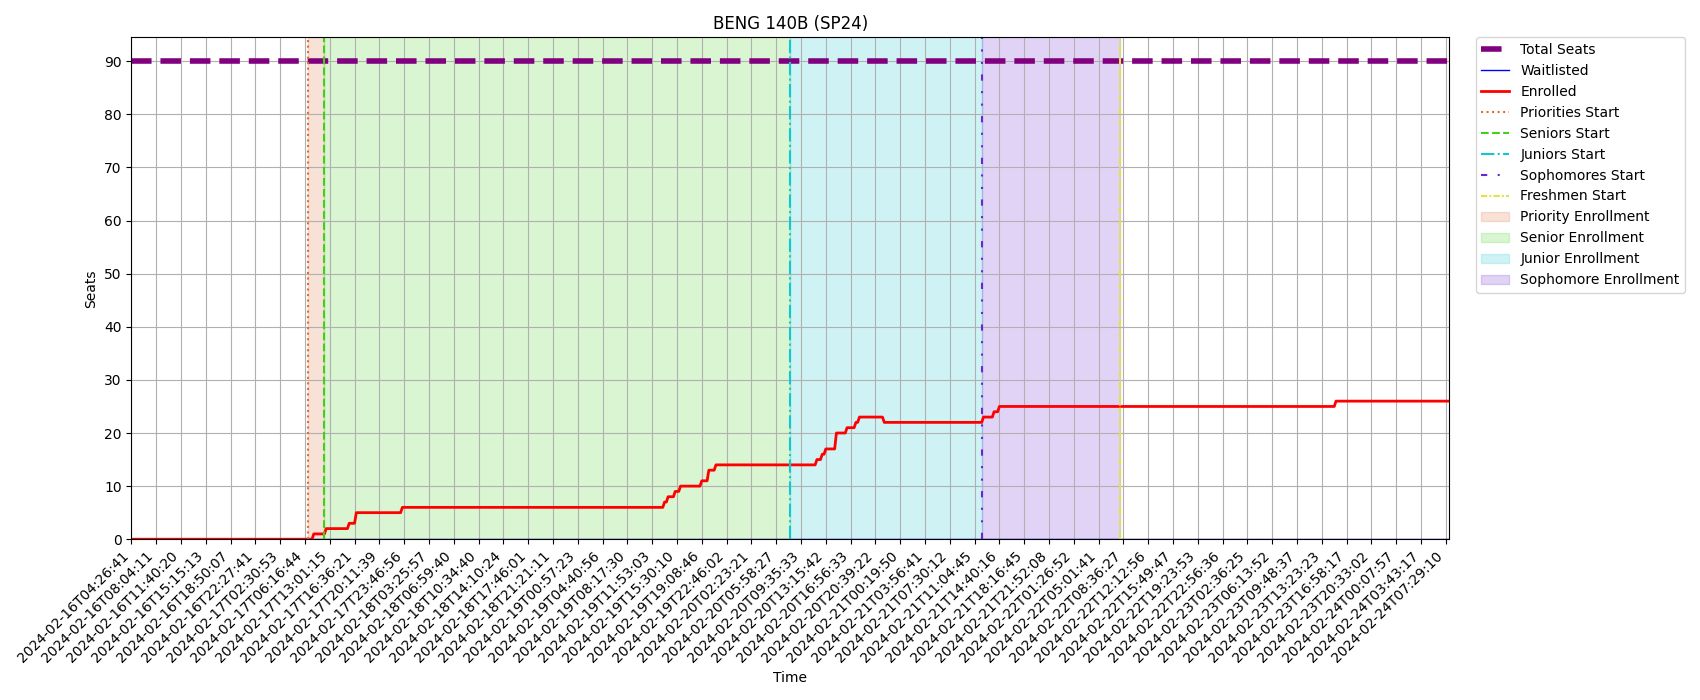 BENG 140B (SP24)
Seats
90
80
70
60
50
40
30
20
10
0
2024-02-16T04:26:41
2024-02-16T08:04:11
2024-02-16T11:40:20
2024-02-16T15:15:13
2024-02-16T18:50:07
2024-02-16T22:27:41
2024-02-17T02:30:53
2024-02-17T06:16:44
2024-02-17T13:01:15
2024-02-17T16:36:21
2024-02-17T20:11:39
2024-02-17T23:46:56
2024-02-18T03:25:57
2024-02-18T06:59:40
2024-02-18T10:34:40
2024-02-18T14:10:24
2024-02-18T17:46:01
2024-02-18T21:21:11
2024-02-19T00:57:23
2024-02-19T04:40:56
2024-02-19T08:17:30
2024-02-19T11:53:03
2024-02-19T15:30:10
2024-02-19T19:08:46
2024-02-19T22:46:02
2024-02-20T02:23:21
2024-02-20T05:58:27
2024-02-20T09:35:33
2024-02-20T13:15:42
2024-02-20T16:56:33
2024-02-20T20:39:22
2024-02-21T00:19:50
2024-02-21T03:56:41
2024-02-21T07:30:12
2024-02-21T11:04:45
2024-02-21T14:40:16
2024-02-21T18:16:45
2024-02-21T21:52:08
2024-02-22T01:26:52
2024-02-22T05:01:41
2024-02-22T08:36:27
2024-02-22T12:12:56
2024-02-22T15:49:47
2024-02-22T19:23:53
2024-02-22T22:56:36
2024-02-23T02:36:25
2024-02-23T06:13:52
2024-02-23T09:48:37
2024-02-23T13:23:23
2024-02-23T16:58:17
2024-02-23T20:33:02
2024-02-24T00:07:57
2024-02-24T03:43:17
2024-02-24T07:29:10
Time
Total Seats
Waitlisted
Enrolled
Priorities Start
Seniors Start
Juniors Start
Sophomores Start
Freshmen Start
Priority Enrollment
Senior Enrollment
Junior Enrollment
Sophomore Enrollment